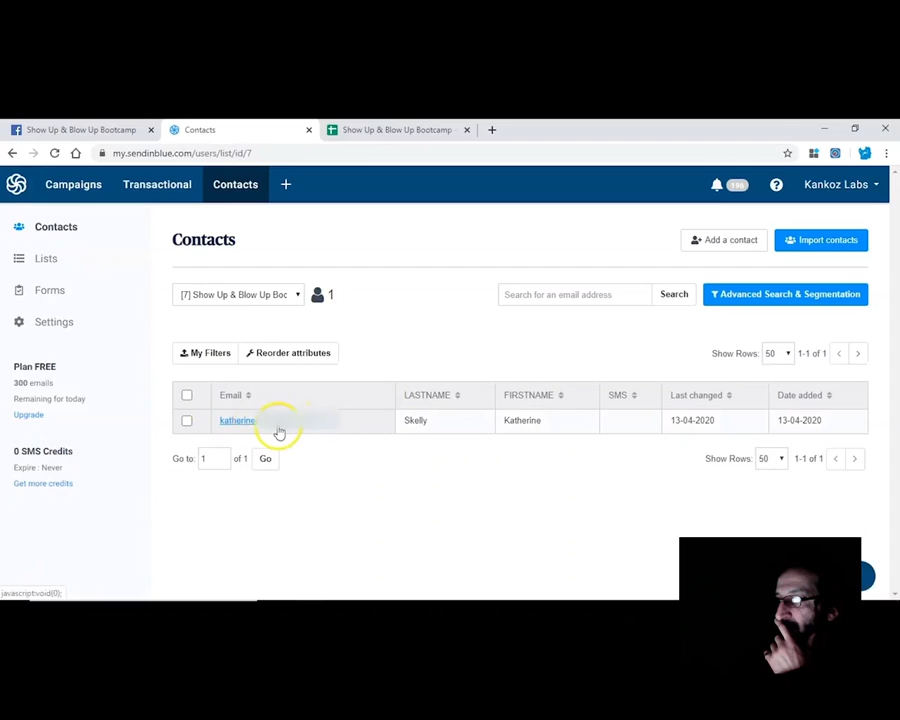 Show Up & Blow Up Bootcamp
Contacts
Show Up & Blow Up Bootcamp -
my.sendinblue.com/users/list/id/7
Campaigns
Transactional
Contacts
196
Kankoz Labs
Contacts
Lists
Forms
Settings
Plan FREE
300 emails
Remaining for today
Upgrade
0 SMS Credits
Expire : Never
Get more credits
Contacts
Add a contact
Import contacts
[7] Show Up & Blow Up Boc
1
Search for an email address
Search
Advanced Search & Segmentation
My Filters
Reorder attributes
Show Rows: 50 1-1 of 1
Email LASTNAME FIRSTNAME SMS Last changed Date added
katherine Skelly Katherine 13-04-2020 13-04-2020
Go to: 1 of 1 Go
Show Rows: 50 1-1 of 1
javascript:void(0);